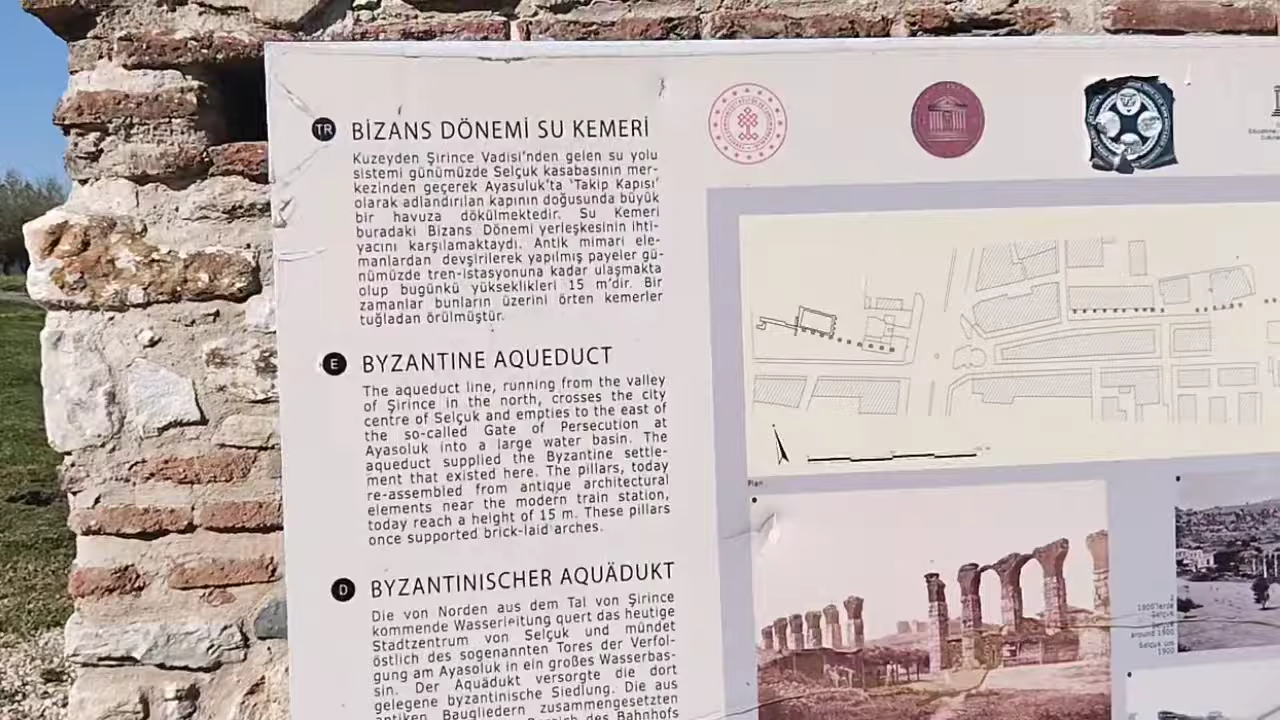 TR BİZANS DÖNEMİ SU KEMERİ
Kuzeyden Şirince Vadisi'nden gelen su yolu
sistemi günümüzde Selçuk kasabasının mer-
kezinden geçerek Ayasuluk'ta 'Takip Kapısı'
olarak adlandırılan kapının doğusunda büyük
bir havuza dökülmektedir. Su Kemeri
buradaki Bizans Dönemi yerleşkesinin ihti-
yacını karşılamaktaydı. Antik mimari ele-
manlardan devşirilerek yapılmış payeler gü-
nümüzde tren-istasyonuna kadar ulaşmakta
olup bugünkü yükseklikleri 15 m'dir. Bir
zamanlar bunların üzerini örten kemerler
tuğladan örülmüştür.
E BYZANTINE AQUEDUCT
The aqueduct line, running from the valley
of Şirince in the north, crosses the city
centre of Selçuk and empties to the east of
the so-called Gate of Persecution at
Ayasoluk into a large water basin. The
aqueduct supplied the Byzantine settle-
ment that existed here. The pillars, today
re-assembled from antique architectural
elements near the modern train station,
today reach a height of 15 m. These pillars
once supported brick-laid arches.
D BYZANTINISCHER AQUÄDUKT
Die von Norden aus dem Tal von Şirince
kommende Wasserleitung quert das heutige
Stadtzentrum von Selçuk und mündet
östlich des sogenannten Tores der Verfol-
gung am Ayasoluk in ein großes Wasserbas-
sin. Der Aquädukt versorgte die dort
gelegene byzantinische Siedlung. Die aus
antiken Baugliedern zusammengesetzten
Bereich des Bahnhofs
Plan
2
1900'lerde
Selçuk
Selçuk
around 1900
Selçuk um
1900